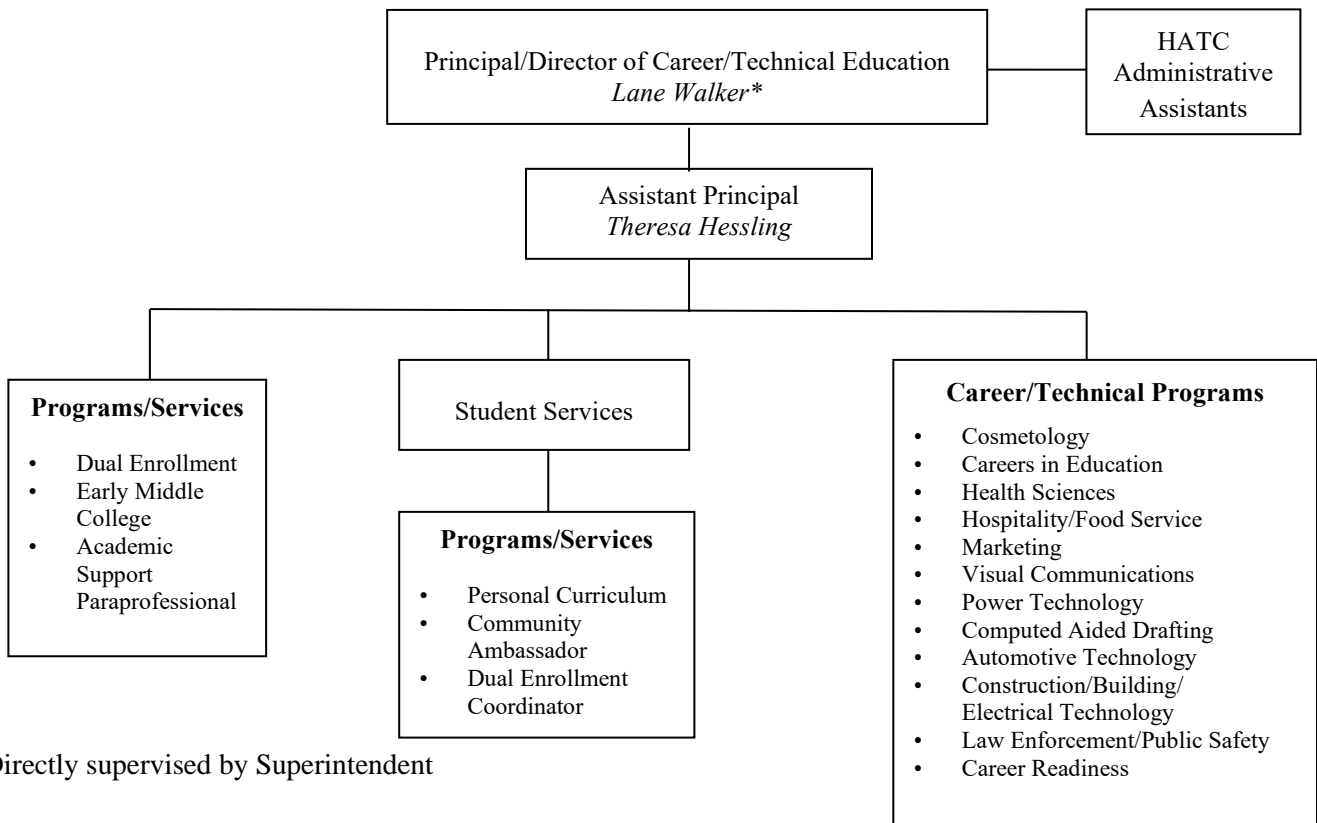 Principal/Director of Career/Technical Education
Lane Walker*
HATC
Administrative
Assistants
Assistant Principal
Theresa Hessling
Programs/Services
• Dual Enrollment
• Early Middle
College
• Academic
Support
Paraprofessional
Student Services
Programs/Services
• Personal Curriculum
• Community
Ambassador
• Dual Enrollment
Coordinator
Career/Technical Programs
• Cosmetology
• Careers in Education
• Health Sciences
• Hospitality/Food Service
• Marketing
• Visual Communications
• Power Technology
• Computed Aided Drafting
• Automotive Technology
• Construction/Building/
Electrical Technology
• Law Enforcement/Public Safety
• Career Readiness
Directly supervised by Superintendent